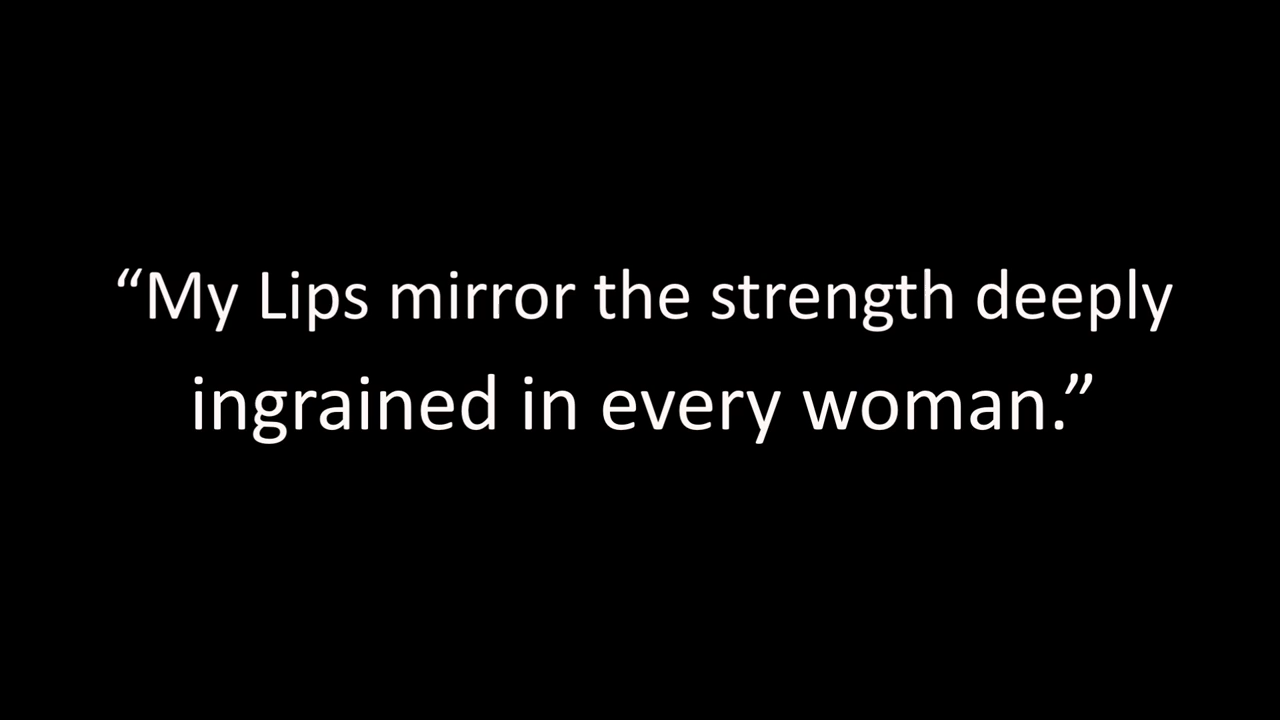 “My Lips mirror the strength deeply
ingrained in every woman.”